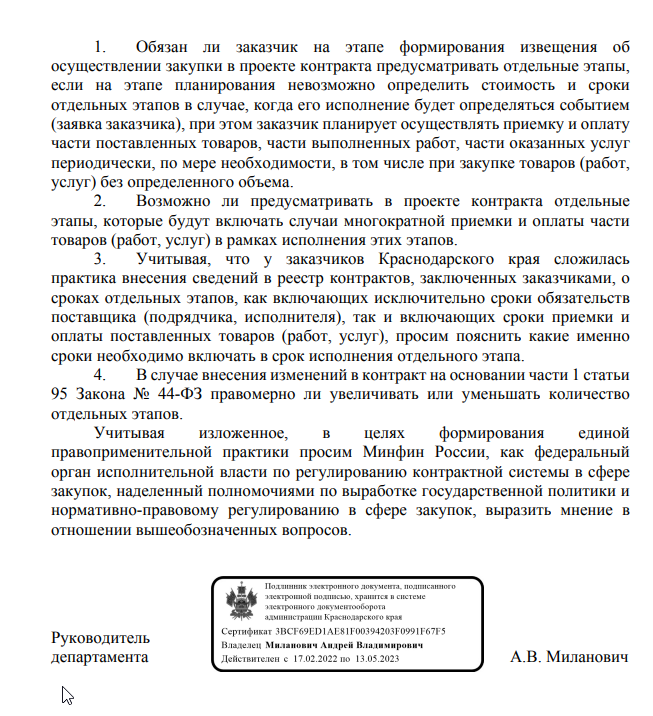 1. Обязан ли заказчик на этапе формирования извещения об
осуществлении закупки в проекте контракта предусматривать отдельные этапы,
если на этапе планирования невозможно определить стоимость и сроки
отдельных этапов в случае, когда его исполнение будет определяться событием
(заявка заказчика), при этом заказчик планирует осуществлять приемку и оплату
части поставленных товаров, части выполненных работ, части оказанных услуг
периодически, по мере необходимости, в том числе при закупке товаров (работ,
услуг) без определенного объема.
2. Возможно ли предусматривать в проекте контракта отдельные
этапы, которые будут включать случаи многократной приемки и оплаты части
товаров (работ, услуг) в рамках исполнения этих этапов.
3. Учитывая, что у заказчиков Краснодарского края сложилась
практика внесения сведений в реестр контрактов, заключенных заказчиками, о
сроках отдельных этапов, как включающих исключительно сроки обязательств
поставщика (подрядчика, исполнителя), так и включающих сроки приемки и
оплаты поставленных товаров (работ, услуг), просим пояснить какие именно
сроки необходимо включать в срок исполнения отдельного этапа.
4. В случае внесения изменений в контракт на основании части 1 статьи
95 Закона № 44-ФЗ правомерно ли увеличивать или уменьшать количество
отдельных этапов.
Учитывая изложенное, в целях формирования единой
правоприменительной практики просим Минфин России, как федеральный
орган исполнительной власти по регулированию контрактной системы в сфере
закупок, наделенный полномочиями по выработке государственной политики и
нормативно-правовому регулированию в сфере закупок, выразить мнение в
отношении вышеобозначенных вопросов.
Подлинник электронного документа, подписанного
электронной подписью, хранится в системе
электронного документооборота
администрации Краснодарского края
Сертификат 3BCF69ED1AE81F00394203F0991F67F5
Владелец Миланович Андрей Владимирович
Действителен с 17.02.2022 по 13.05.2023
Руководитель
департамента А.В. Миланович